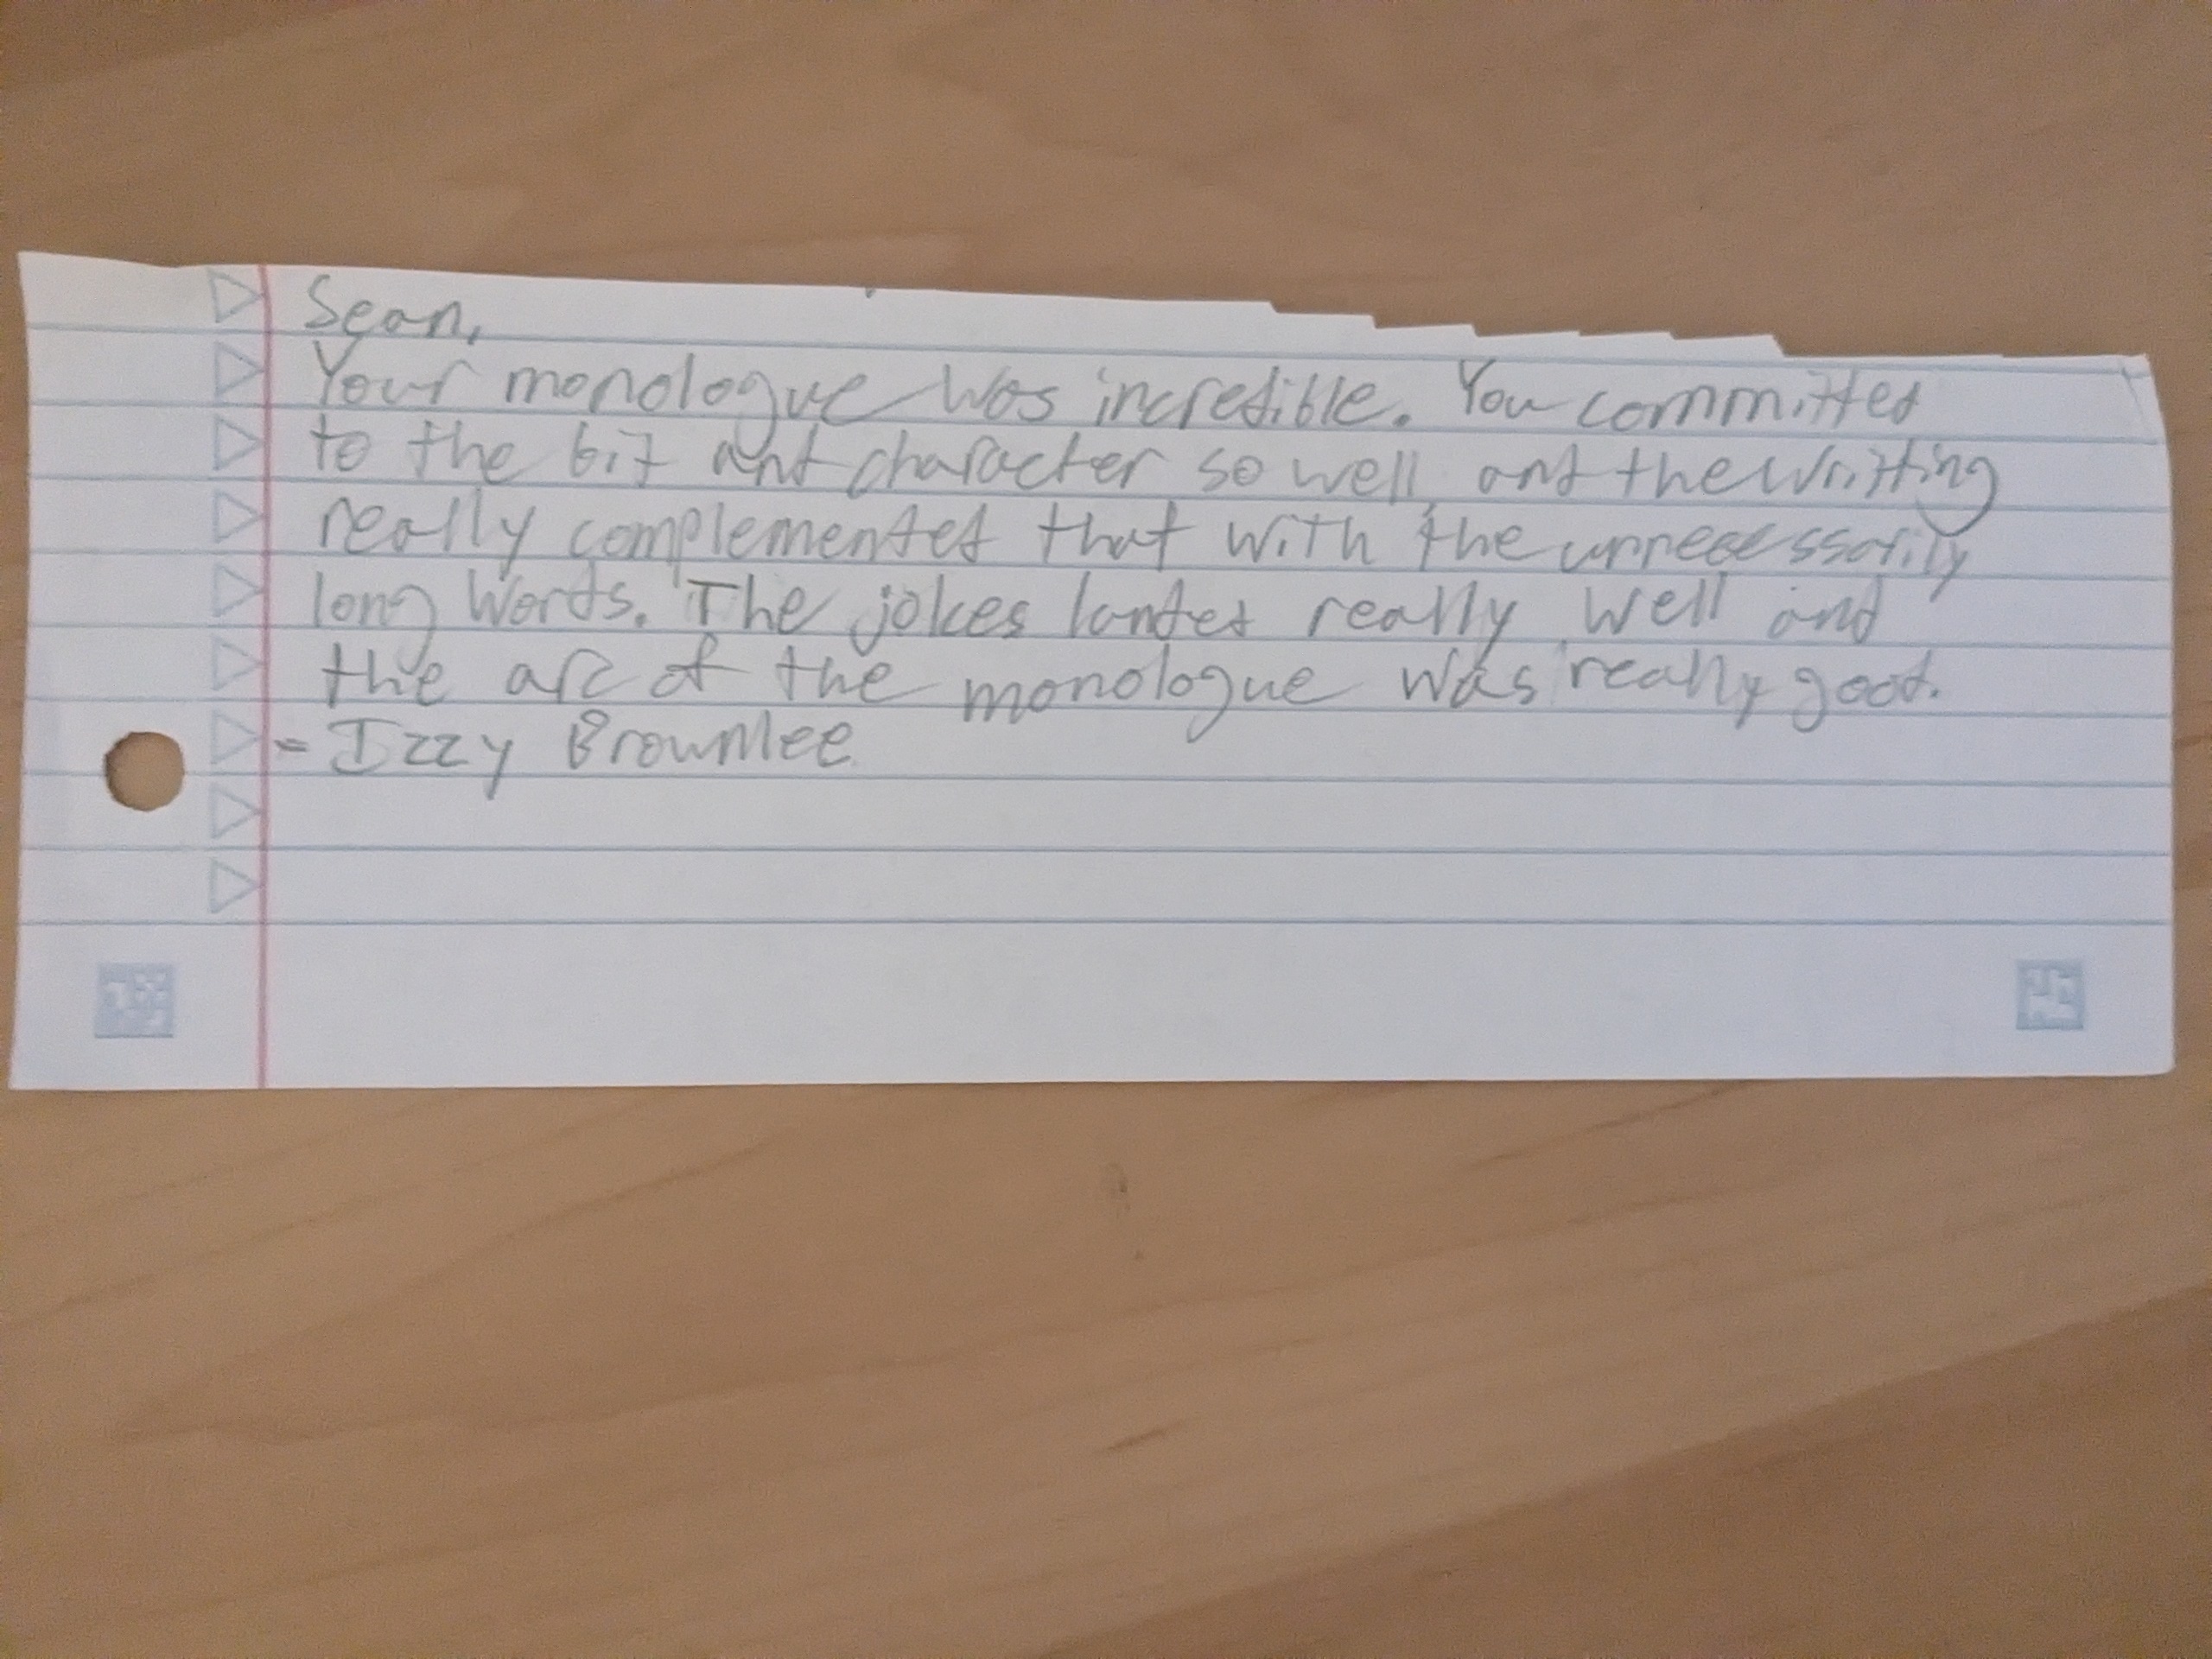 Sean,
Your monologue was incredible. You committed
to the bit and character so well, and the writting
really complemented that with the unnecessarily
long words. The jokes landed really well and
the arc of the monologue was really good.
- Izzy Brownlee